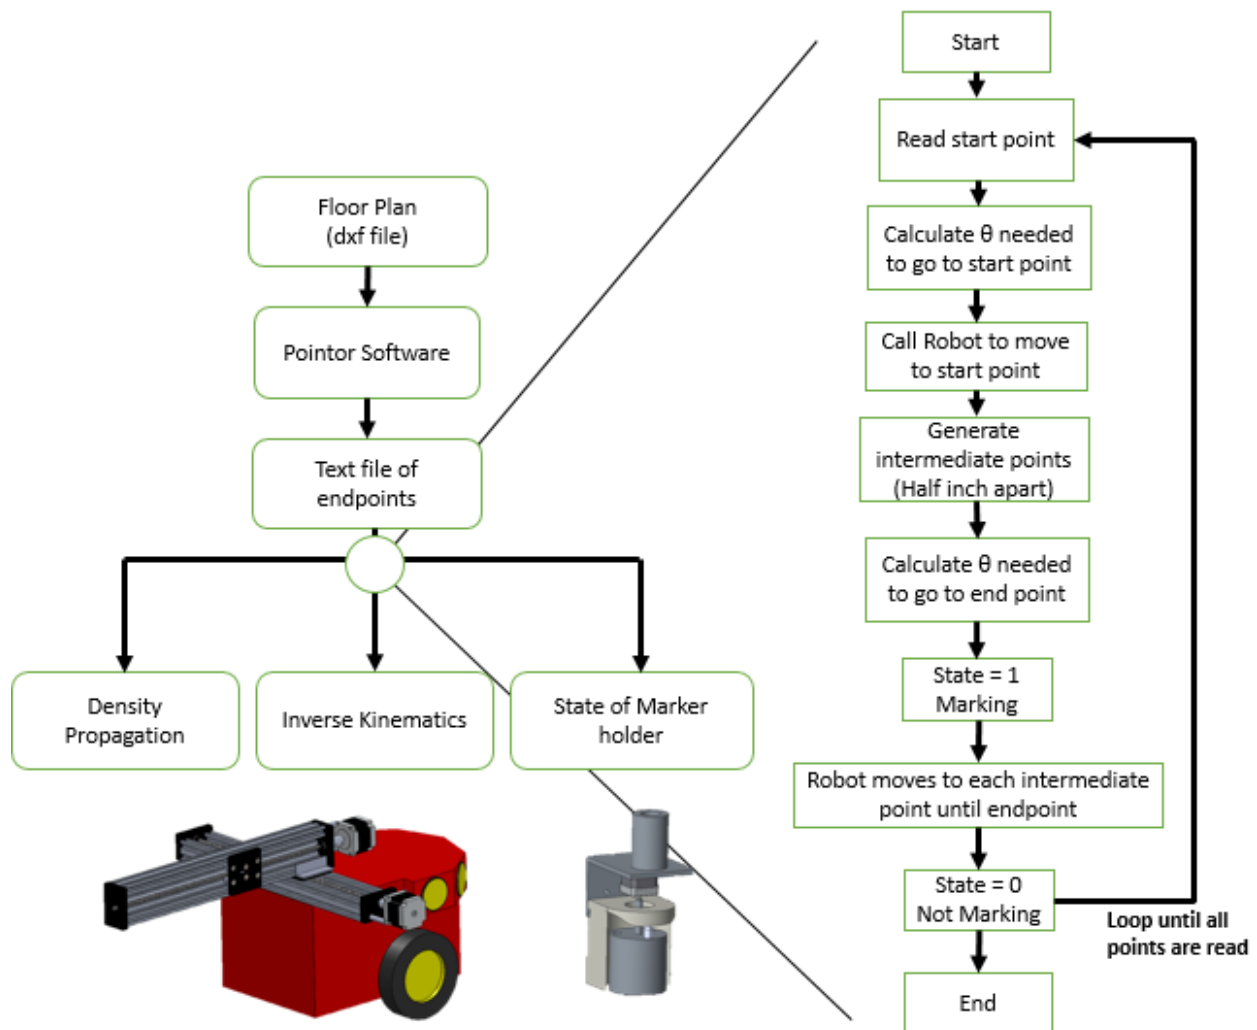 Floor Plan
(dxf file)
Pointor Software
Text file of
endpoints
Density
Propagation
Inverse Kinematics
State of Marker
holder
Start
Read start point
Calculate θ needed
to go to start point
Call Robot to move
to start point
Generate
intermediate points
(Half inch apart)
Calculate θ needed
to go to end point
State = 1
Marking
Robot moves to each intermediate
point until endpoint
State = 0
Not Marking
Loop until all
points are read
End